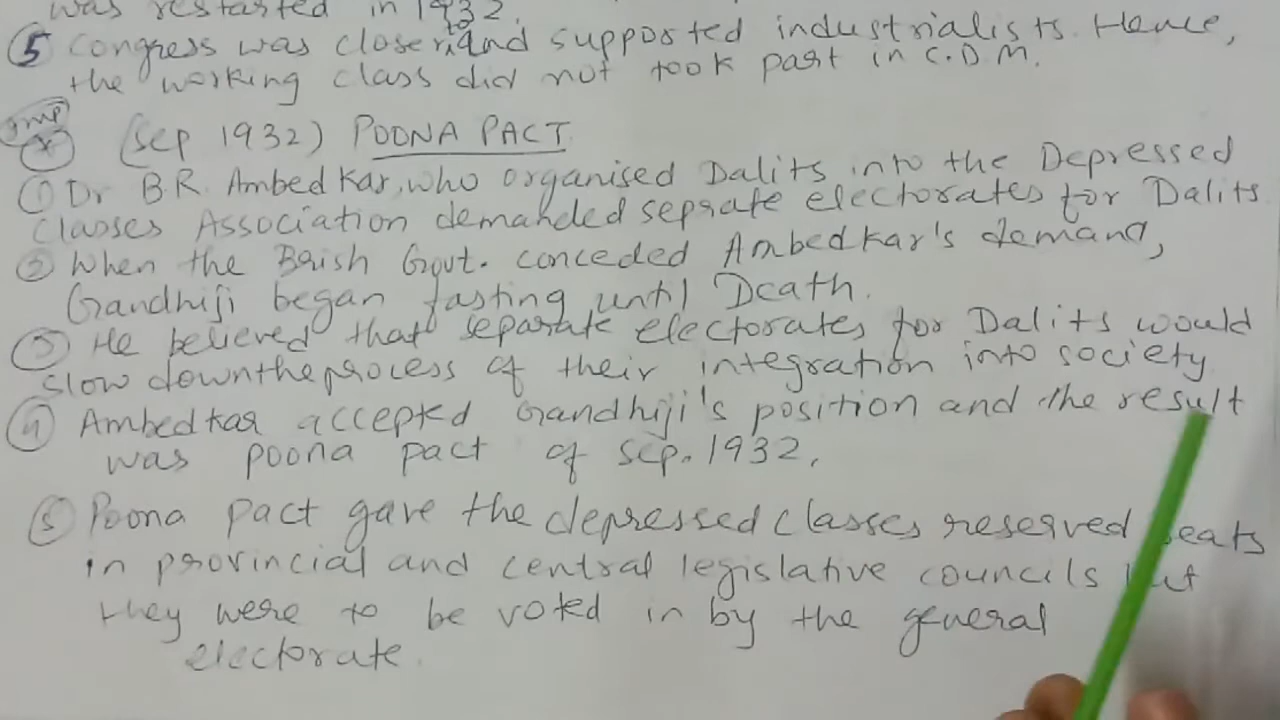 was restarted in 1932.
⑤ Congress was closer to and supported industrialists. Hence,
the working class did not took part in C.D.M.
Imp
* (Sep 1932) POONA PACT
① Dr B.R. Ambedkar, who organised Dalits into the Depressed
Classes Association demanded seprate electorates for Dalits
② When the Brish Govt. conceded Ambedkar's demand,
Gandhiji began fasting until Death.
③ He believed that separate electorates for Dalits would
slow down the process of their integration into society
④ Ambedkar accepted Gandhiji's position and the result
was poona pact of sep. 1932.
⑤ Poona pact gave the depressed classes reserved eats
in provincial and central legislative councils but
they were to be voted in by the general
electorate.